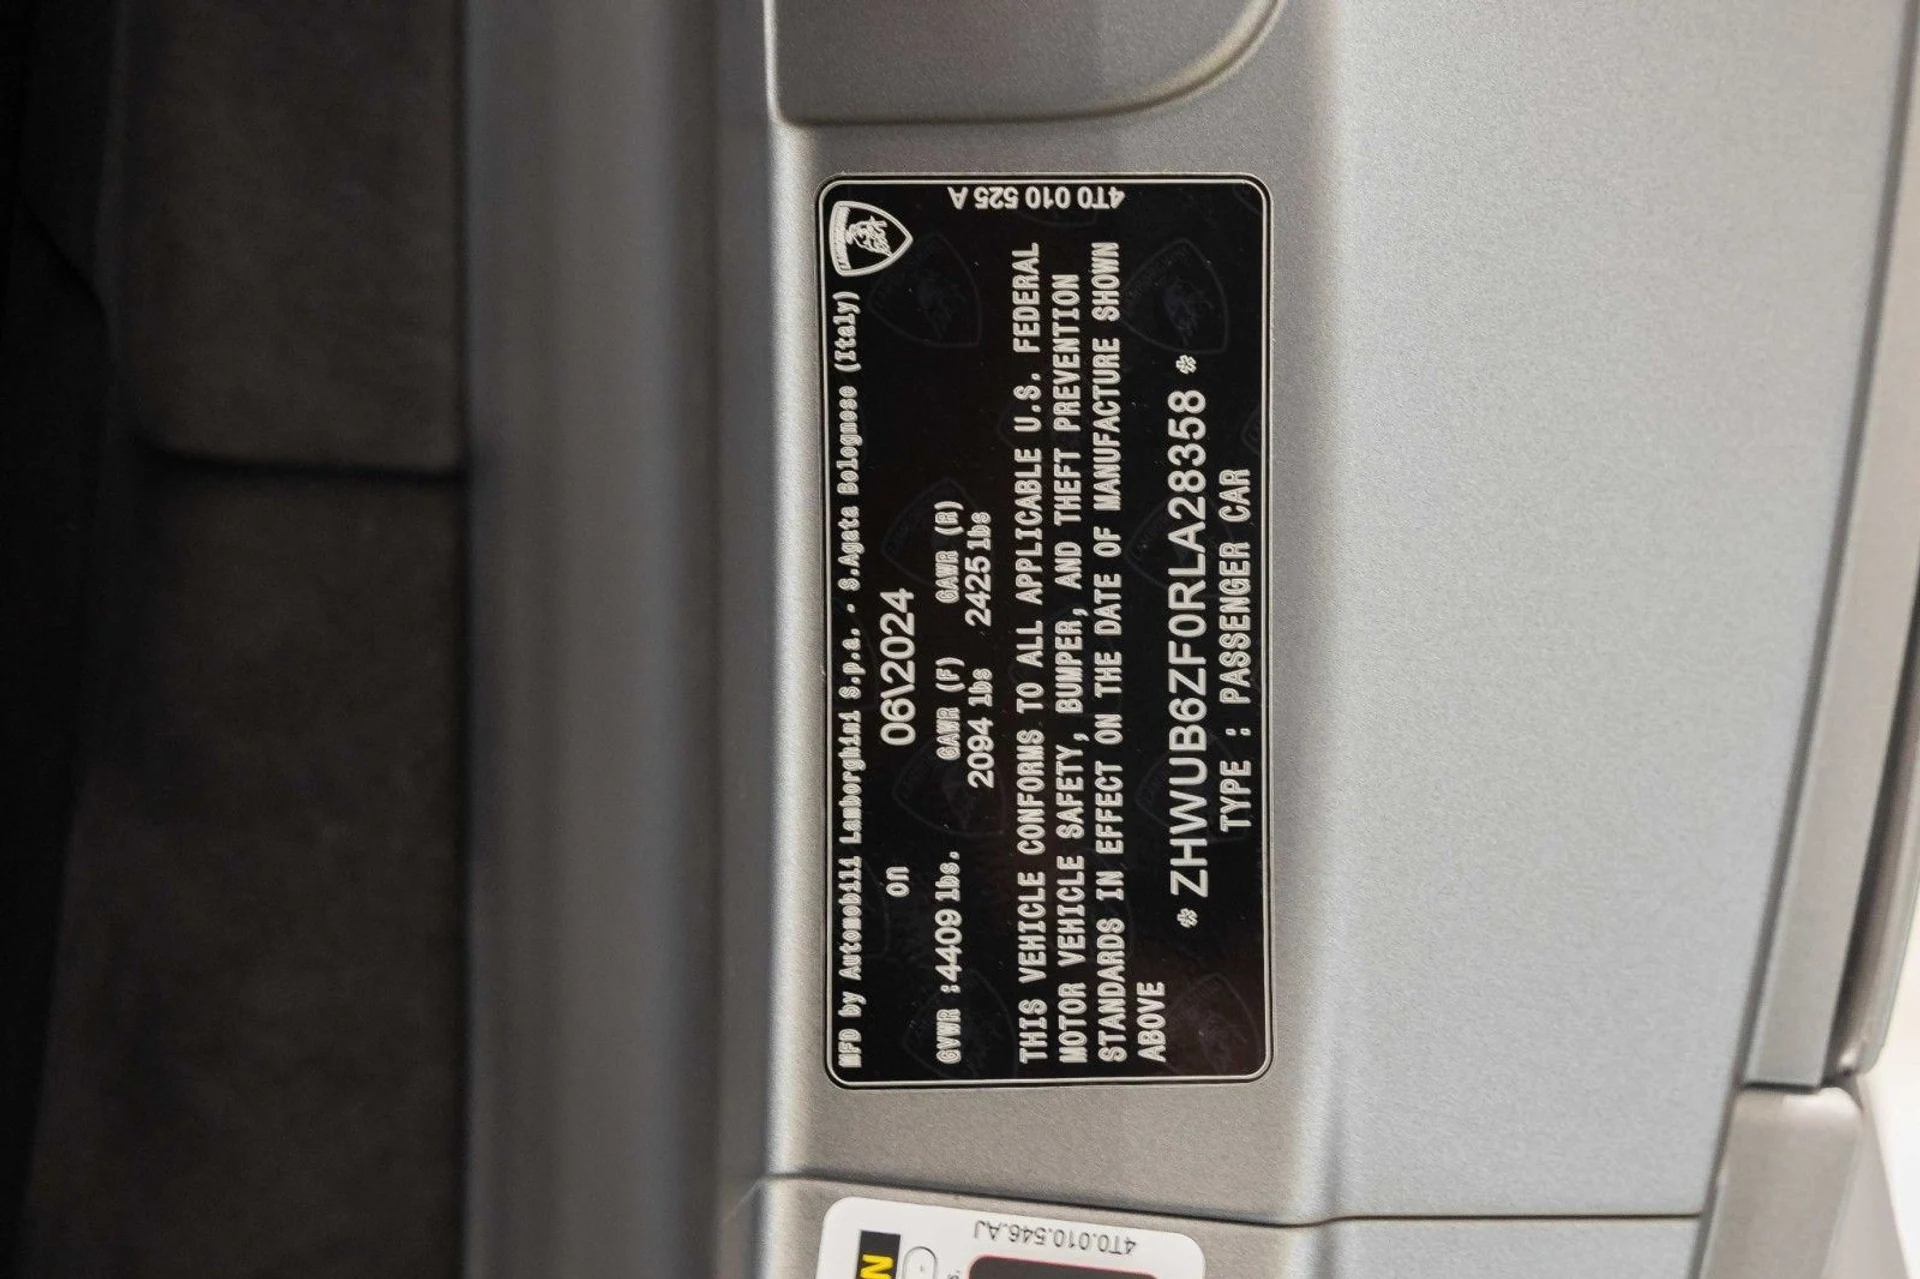 4T0 010 525 A
MFD by Automobili Lamborghini S.p.a. . S.Agata Bolognese (Italy)
on 06\2024
GVWR :4409 lbs. GAWR (F) GAWR (R)
2094 lbs 2425 lbs
THIS VEHICLE CONFORMS TO ALL APPLICABLE U.S. FEDERAL
MOTOR VEHICLE SAFETY, BUMPER, AND THEFT PREVENTION
STANDARDS IN EFFECT ON THE DATE OF MANUFACTURE SHOWN
ABOVE
* ZHWUB6ZF0RLA28358 *
TYPE : PASSENGER CAR
4T0.010.546.AJ